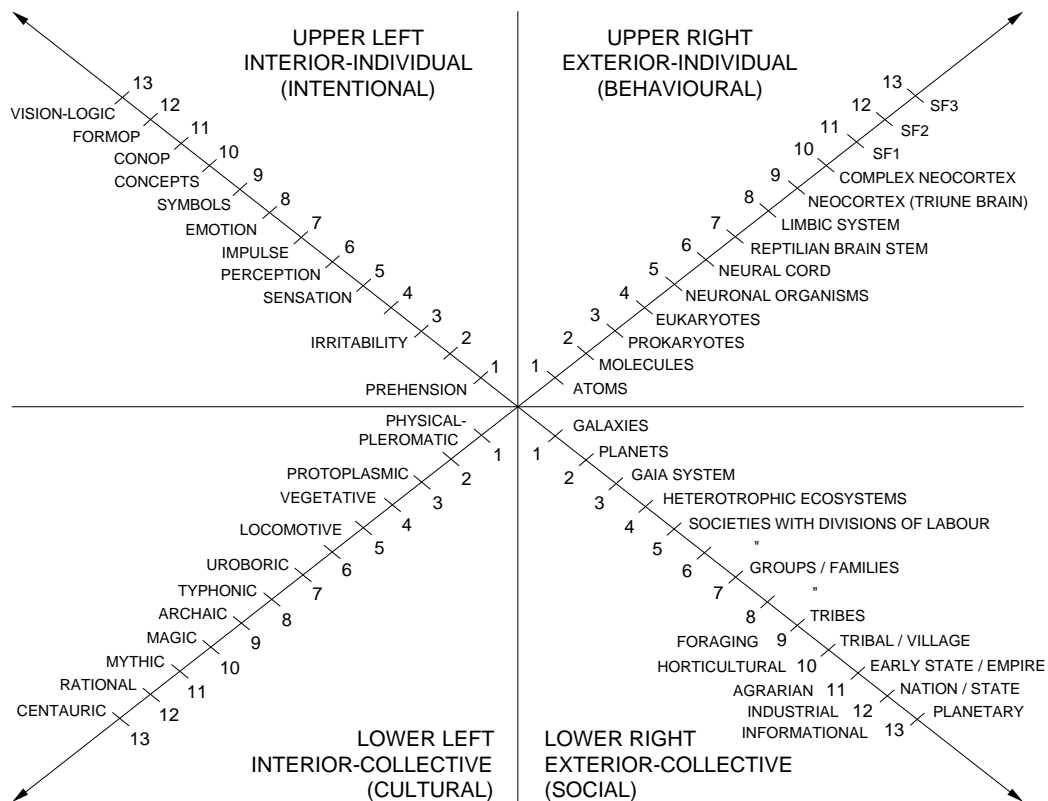 UPPER LEFT
INTERIOR-INDIVIDUAL
(INTENTIONAL)
13
VISION-LOGIC
12
FORMOP
11
CONOP
10
CONCEPTS
9
SYMBOLS
8
EMOTION
7
IMPULSE
6
PERCEPTION
5
SENSATION
4
3
IRRITABILITY
2
1
PREHENSION
UPPER RIGHT
EXTERIOR-INDIVIDUAL
(BEHAVIOURAL)
13
SF3
12
SF2
11
SF1
10
COMPLEX NEOCORTEX
9
NEOCORTEX (TRIUNE BRAIN)
8
LIMBIC SYSTEM
7
REPTILIAN BRAIN STEM
6
NEURAL CORD
5
NEURONAL ORGANISMS
4
EUKARYOTES
3
PROKARYOTES
2
MOLECULES
1
ATOMS
PHYSICAL-
PLEROMATIC
1
2
PROTOPLASMIC
3
VEGETATIVE
4
LOCOMOTIVE
5
6
UROBORIC
7
TYPHONIC
8
ARCHAIC
9
MAGIC
10
MYTHIC
11
RATIONAL
12
CENTAURIC
13
LOWER LEFT
INTERIOR-COLLECTIVE
(CULTURAL)
GALAXIES
1
PLANETS
2
GAIA SYSTEM
3
HETEROTROPHIC ECOSYSTEMS
4
SOCIETIES WITH DIVISIONS OF LABOUR
5
"
6
GROUPS / FAMILIES
7
"
8
TRIBES
FORAGING 9
TRIBAL / VILLAGE
HORTICULTURAL 10
EARLY STATE / EMPIRE
AGRARIAN 11
NATION / STATE
INDUSTRIAL 12
PLANETARY
INFORMATIONAL 13
LOWER RIGHT
EXTERIOR-COLLECTIVE
(SOCIAL)